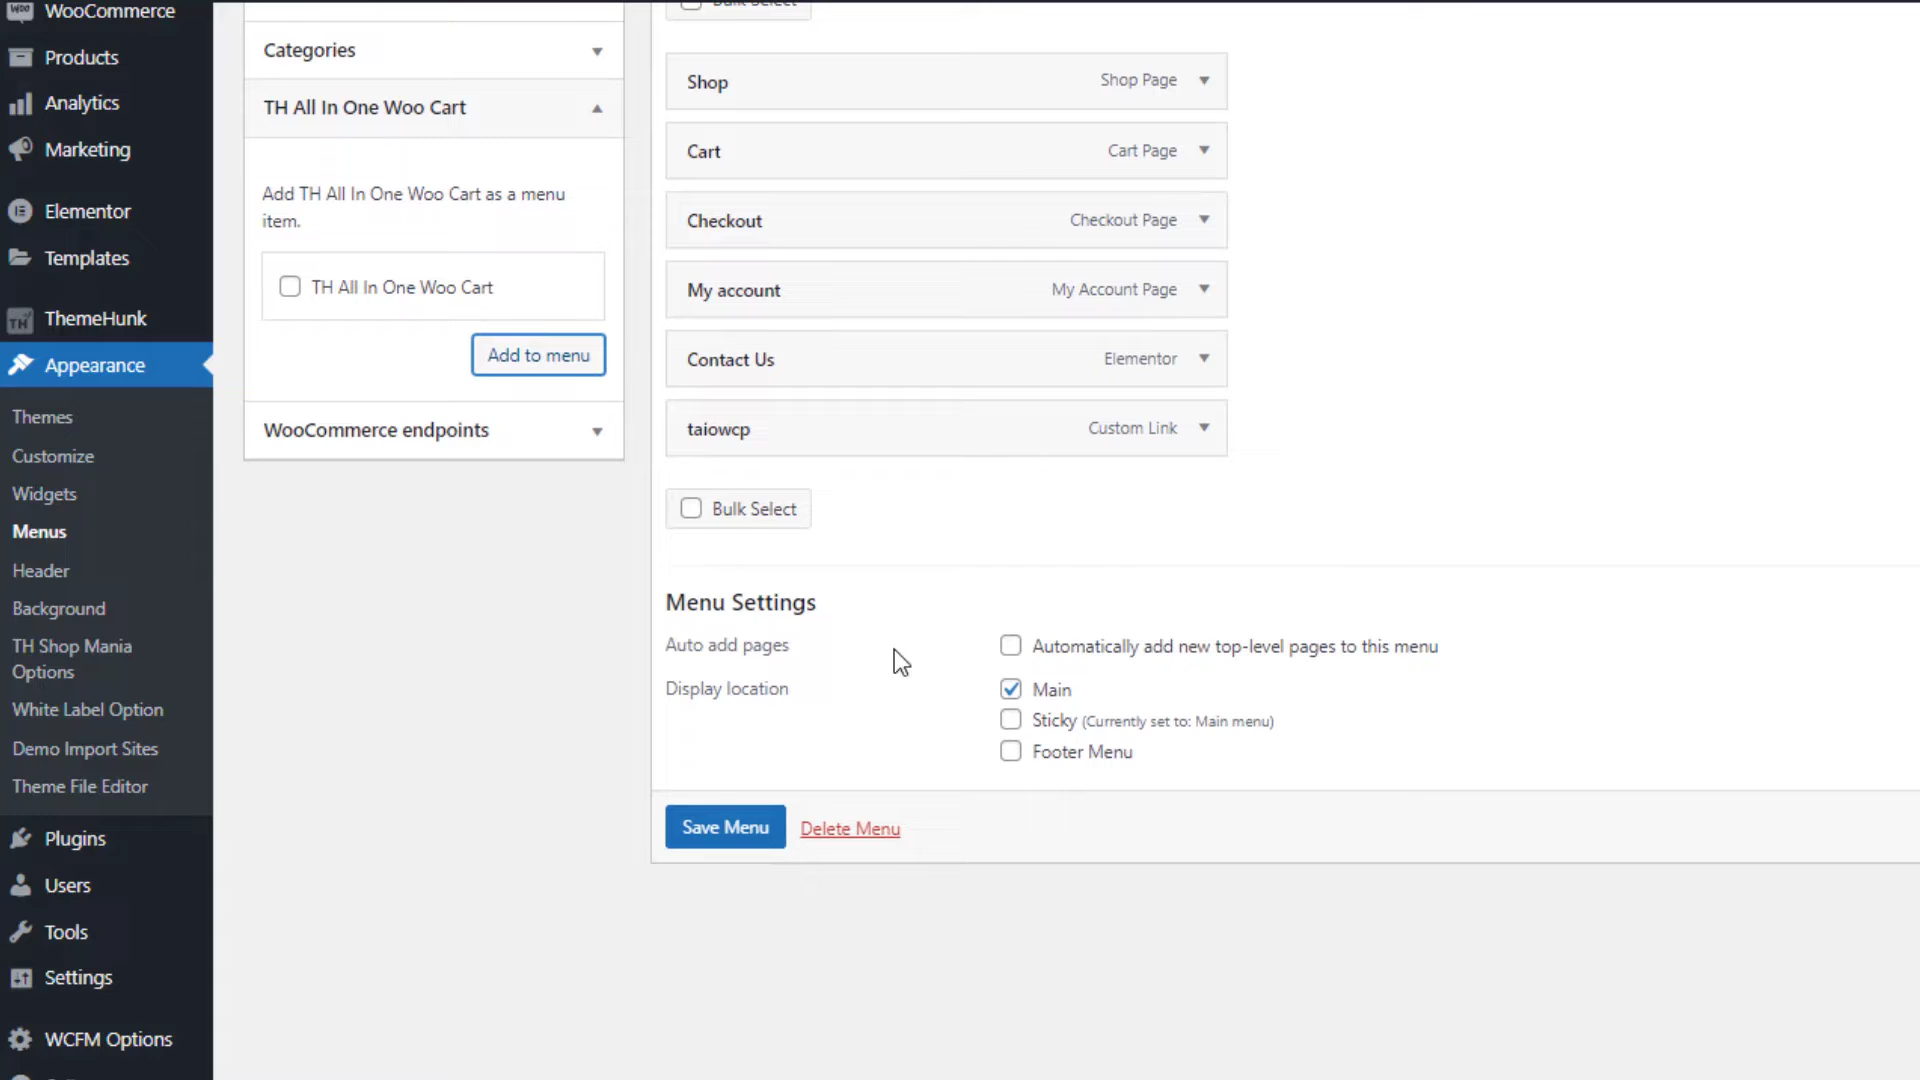 WooCommerce
Products
Analytics
Marketing
Elementor
Templates
ThemeHunk
Appearance
Themes
Customize
Widgets
Menus
Header
Background
TH Shop Mania
Options
White Label Option
Demo Import Sites
Theme File Editor
Plugins
Users
Tools
Settings
WCFM Options
Categories
TH All In One Woo Cart
Add TH All In One Woo Cart as a menu
item.
TH All In One Woo Cart
Add to menu
WooCommerce endpoints
Bulk Select
Shop Shop Page
Cart Cart Page
Checkout Checkout Page
My account My Account Page
Contact Us Elementor
taiowcp Custom Link
Bulk Select
Menu Settings
Auto add pages Automatically add new top-level pages to this menu
Display location Main
Sticky (Currently set to: Main menu)
Footer Menu
Save Menu Delete Menu